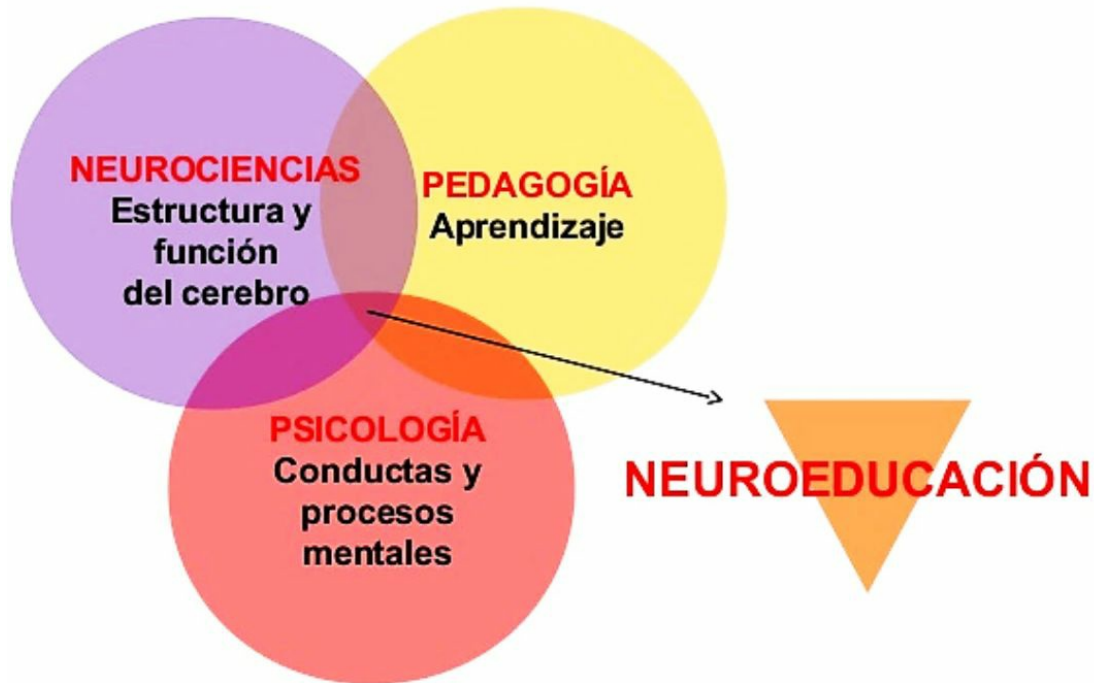 NEUROCIENCIAS
Estructura y
función
del cerebro
PEDAGOGÍA
Aprendizaje
PSICOLOGÍA
Conductas y
procesos
mentales
NEUROEDUCACIÓN